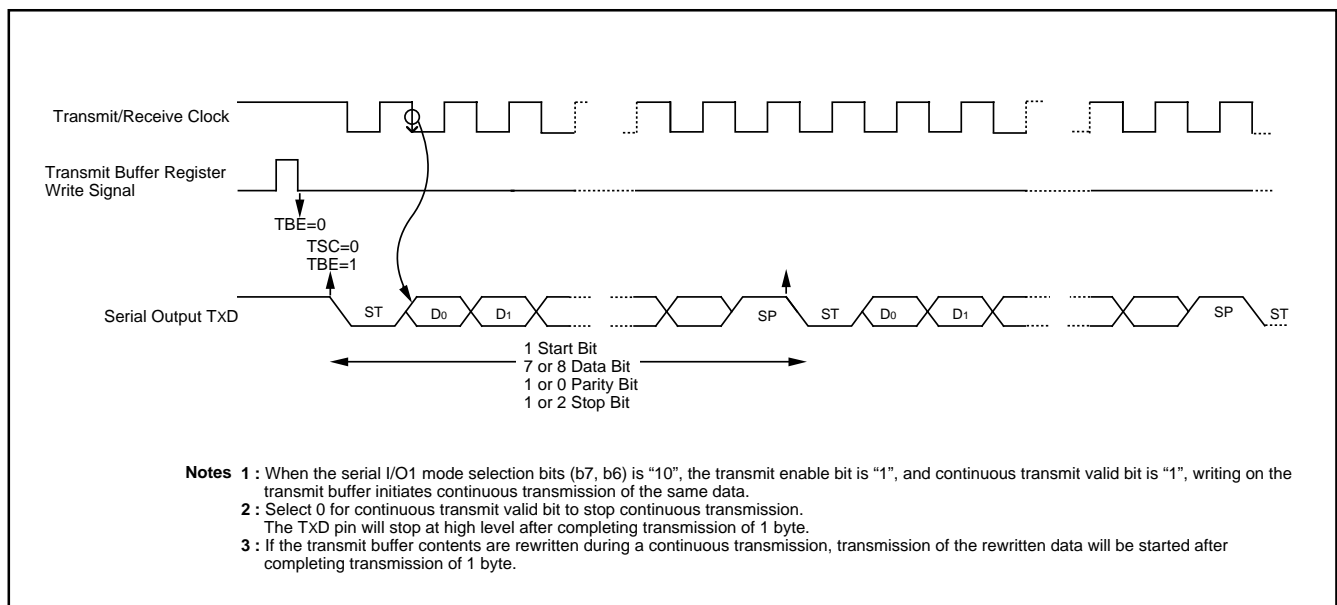 Transmit/Receive Clock
Transmit Buffer Register
Write Signal
TBE=0
TSC=0
TBE=1
Serial Output TXD
ST
D0
D1
SP
ST
D0
D1
SP
ST
1 Start Bit
7 or 8 Data Bit
1 or 0 Parity Bit
1 or 2 Stop Bit
Notes 1 : When the serial I/O1 mode selection bits (b7, b6) is “10”, the transmit enable bit is “1”, and continuous transmit valid bit is “1”, writing on the
transmit buffer initiates continuous transmission of the same data.
2 : Select 0 for continuous transmit valid bit to stop continuous transmission.
The TXD pin will stop at high level after completing transmission of 1 byte.
3 : If the transmit buffer contents are rewritten during a continuous transmission, transmission of the rewritten data will be started after
completing transmission of 1 byte.